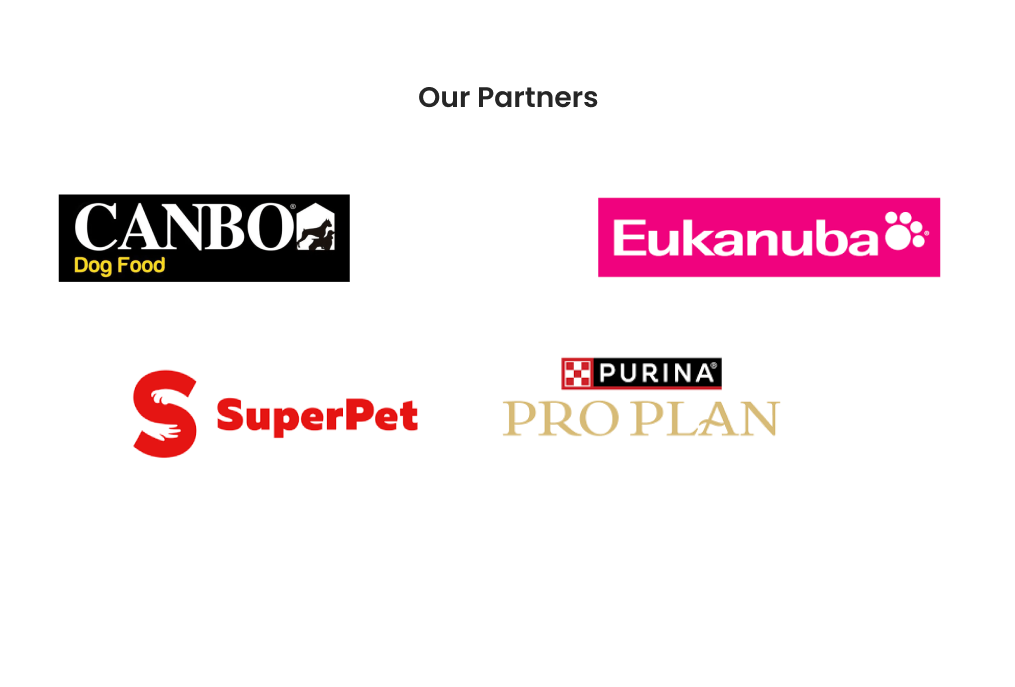 Our Partners
CANBO®
Dog Food
Eukanuba®
SuperPet
PURINA®
PRO PLAN